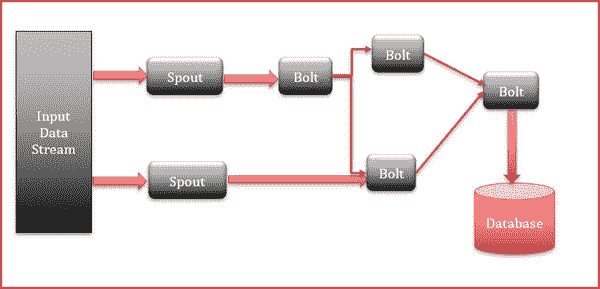 Input
Data
Stream
Spout
Bolt
Bolt
Bolt
Spout
Bolt
Database